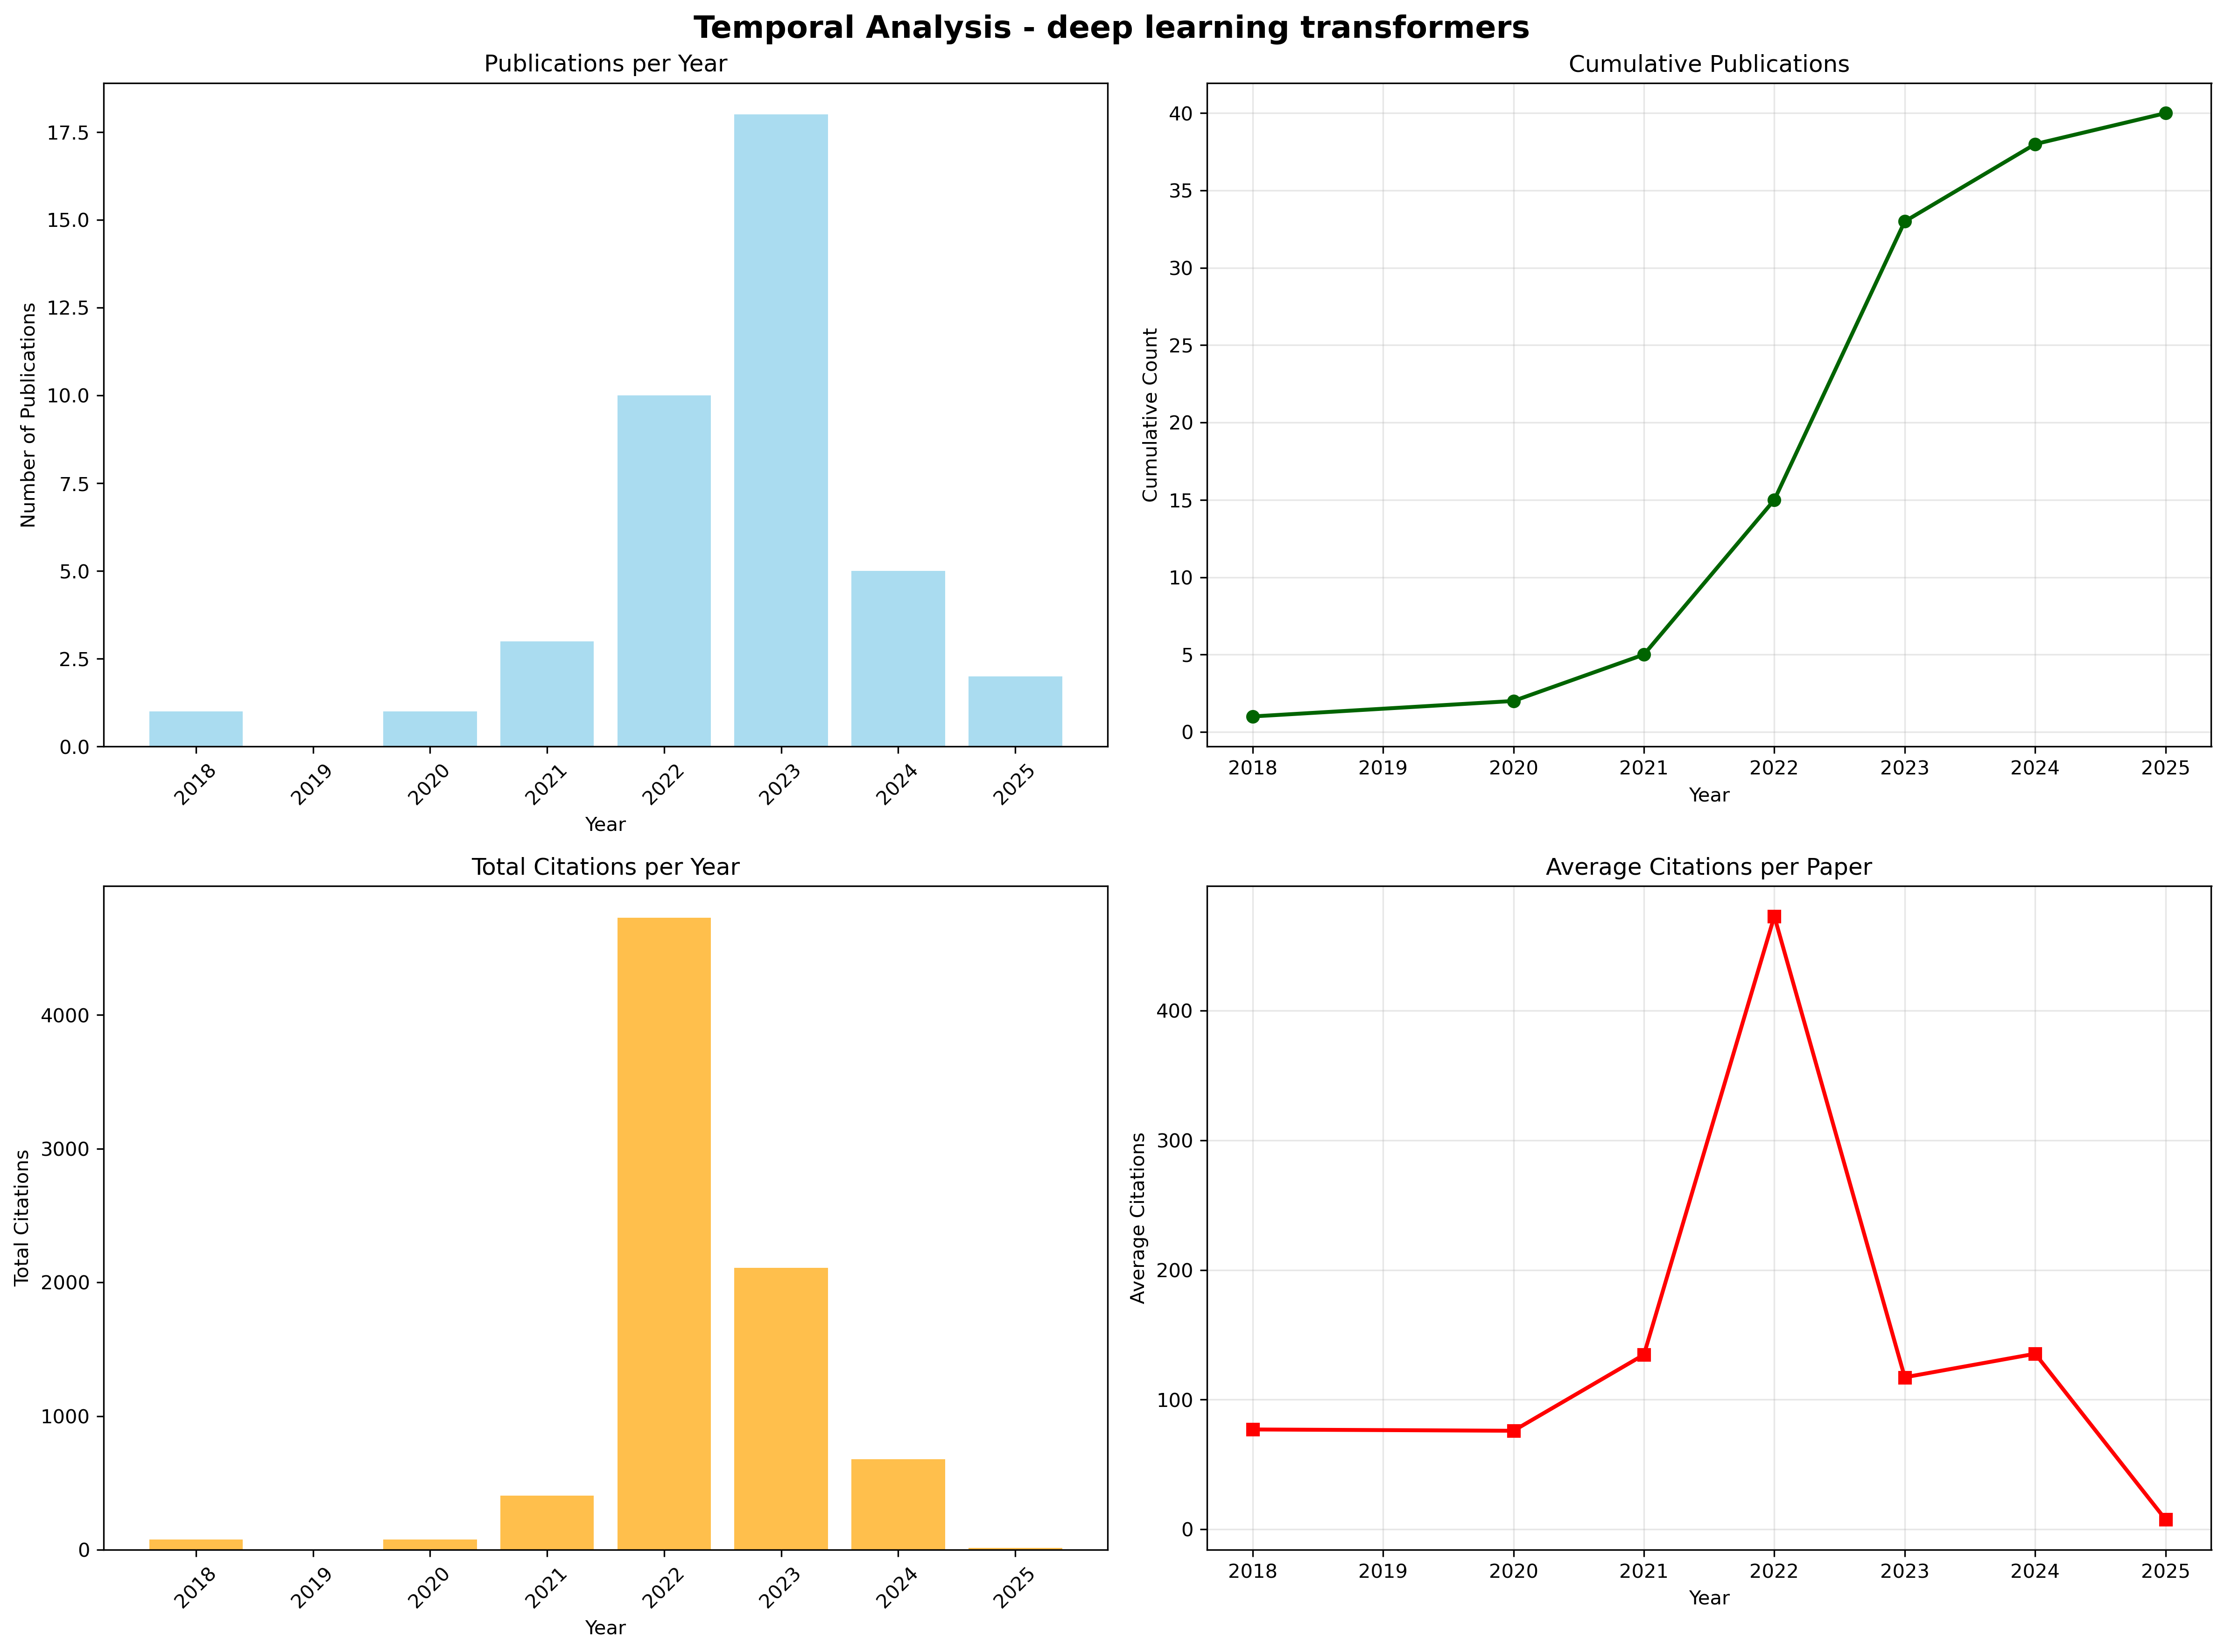 Temporal Analysis - deep learning transformers
Publications per Year
Number of Publications
17.5
15.0
12.5
10.0
7.5
5.0
2.5
0.0
2018 2019 2020 2021 2022 2023 2024 2025
Year
Cumulative Publications
Cumulative Count
40
35
30
25
20
15
10
5
0
2018 2019 2020 2021 2022 2023 2024 2025
Year
Total Citations per Year
Total Citations
4000
3000
2000
1000
0
2018 2019 2020 2021 2022 2023 2024 2025
Year
Average Citations per Paper
Average Citations
400
300
200
100
0
2018 2019 2020 2021 2022 2023 2024 2025
Year